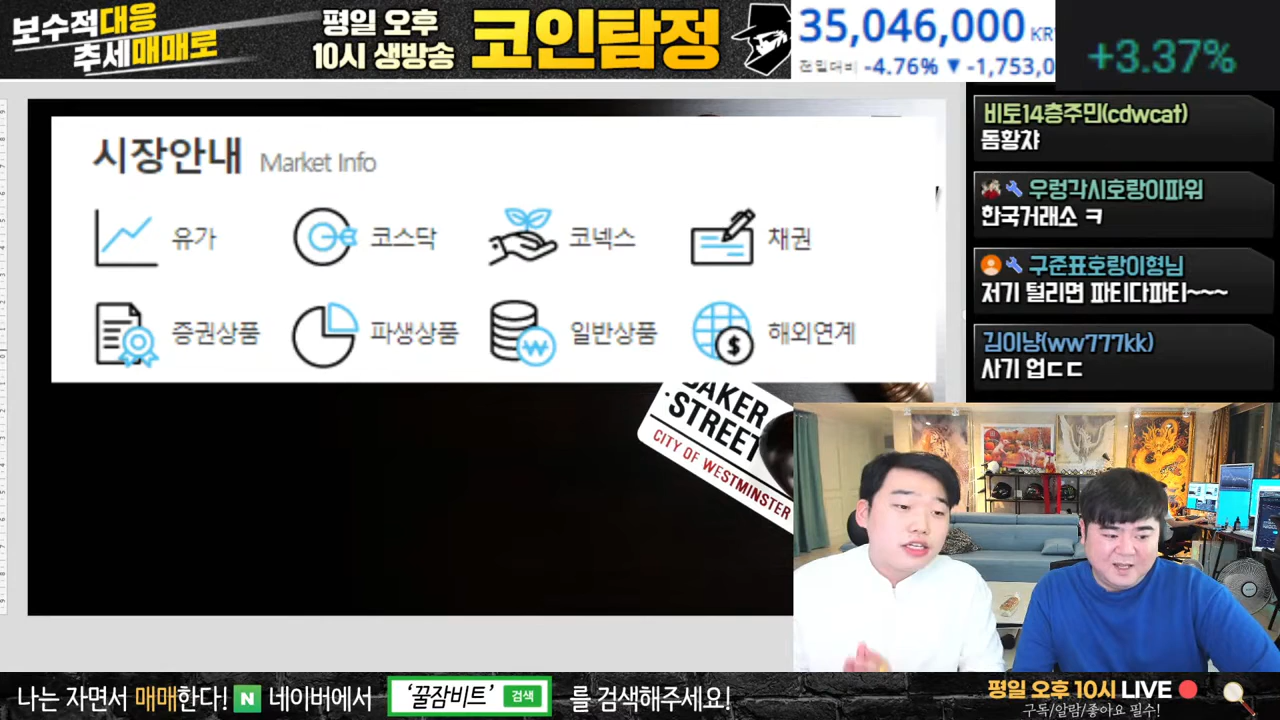 보수적대응
추세매매로
평일 오후
10시 생방송
코인탐정
35,046,000 KR
전일대비 -4.76% ▼ -1,753,0
+3.37%
시장안내 Market Info
유가 코스닥 코넥스 채권
증권상품 파생상품 일반상품 해외연계
BAKER
STREET
CITY OF WESTMINSTER
비토14층주민(cdwcat)
돔황챠
우렁각시호랑이파워
한국거래소 ㅋ
구준표호랑이형님
저기 털리면 파티다파티~~~
김이냥(ww777kk)
사기 업ㄷㄷ
나는 자면서 매매한다! N 네이버에서 '꿀잠비트' 검색 를 검색해주세요!
평일 오후 10시 LIVE
구독/알람/좋아요 필수!